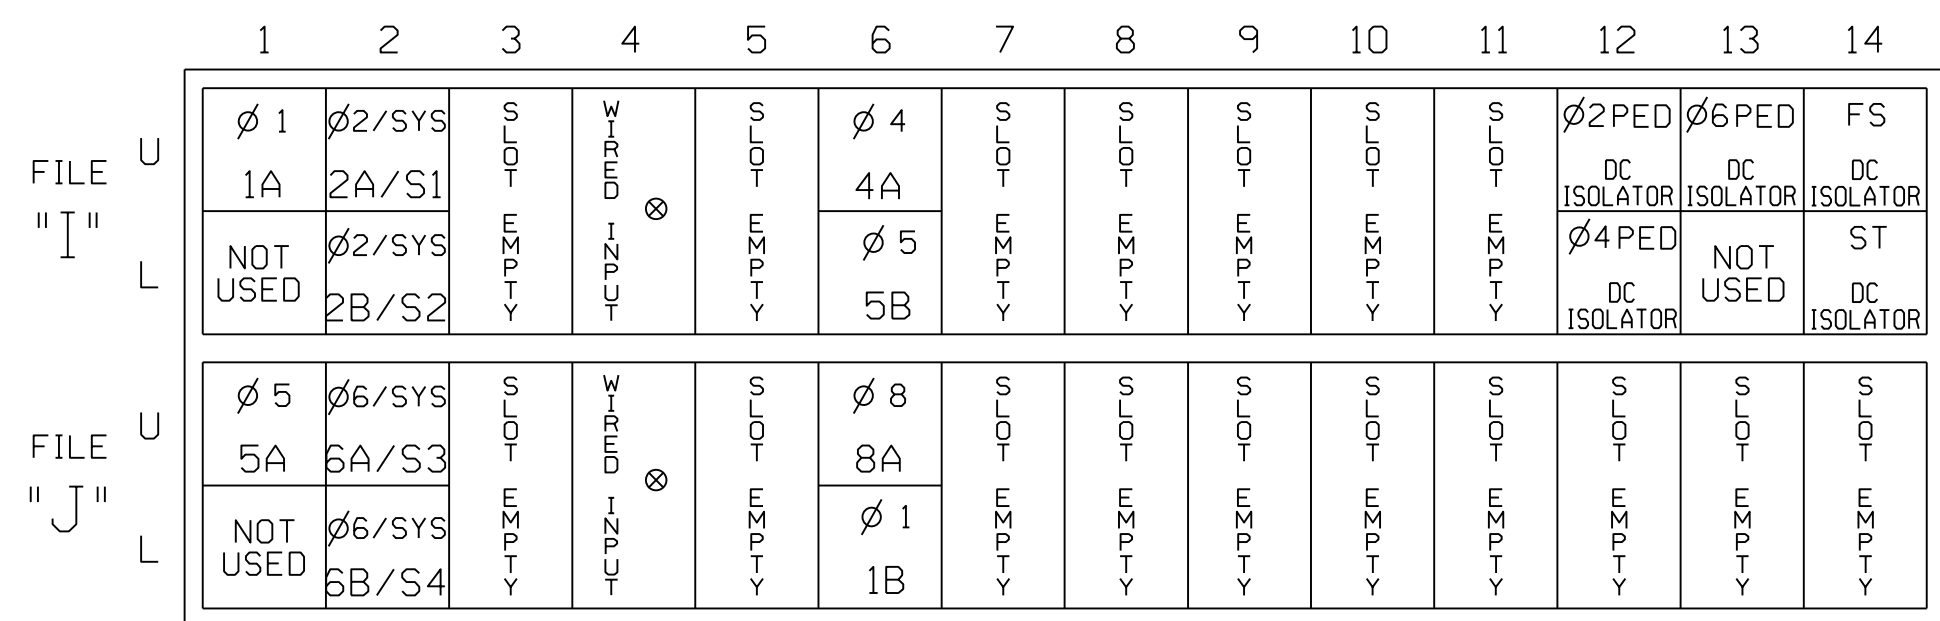 1 2 3 4 5 6 7 8 9 10 11 12 13 14
FILE
"I"
U
L
Ø 1
1A
NOT
USED
Ø2/SYS
2A/S1
Ø2/SYS
2B/S2
SLOT EMPTY
WIRED INPUT
SLOT EMPTY
Ø 4
4A
Ø 5
5B
SLOT EMPTY
SLOT EMPTY
SLOT EMPTY
SLOT EMPTY
SLOT EMPTY
Ø2PED
DC
ISOLATOR
Ø4PED
DC
ISOLATOR
Ø6PED
DC
ISOLATOR
NOT
USED
FS
DC
ISOLATOR
ST
DC
ISOLATOR
FILE
"J"
U
L
Ø 5
5A
NOT
USED
Ø6/SYS
6A/S3
Ø6/SYS
6B/S4
SLOT EMPTY
WIRED INPUT
SLOT EMPTY
Ø 8
8A
Ø 1
1B
SLOT EMPTY
SLOT EMPTY
SLOT EMPTY
SLOT EMPTY
SLOT EMPTY
SLOT EMPTY
SLOT EMPTY
SLOT EMPTY